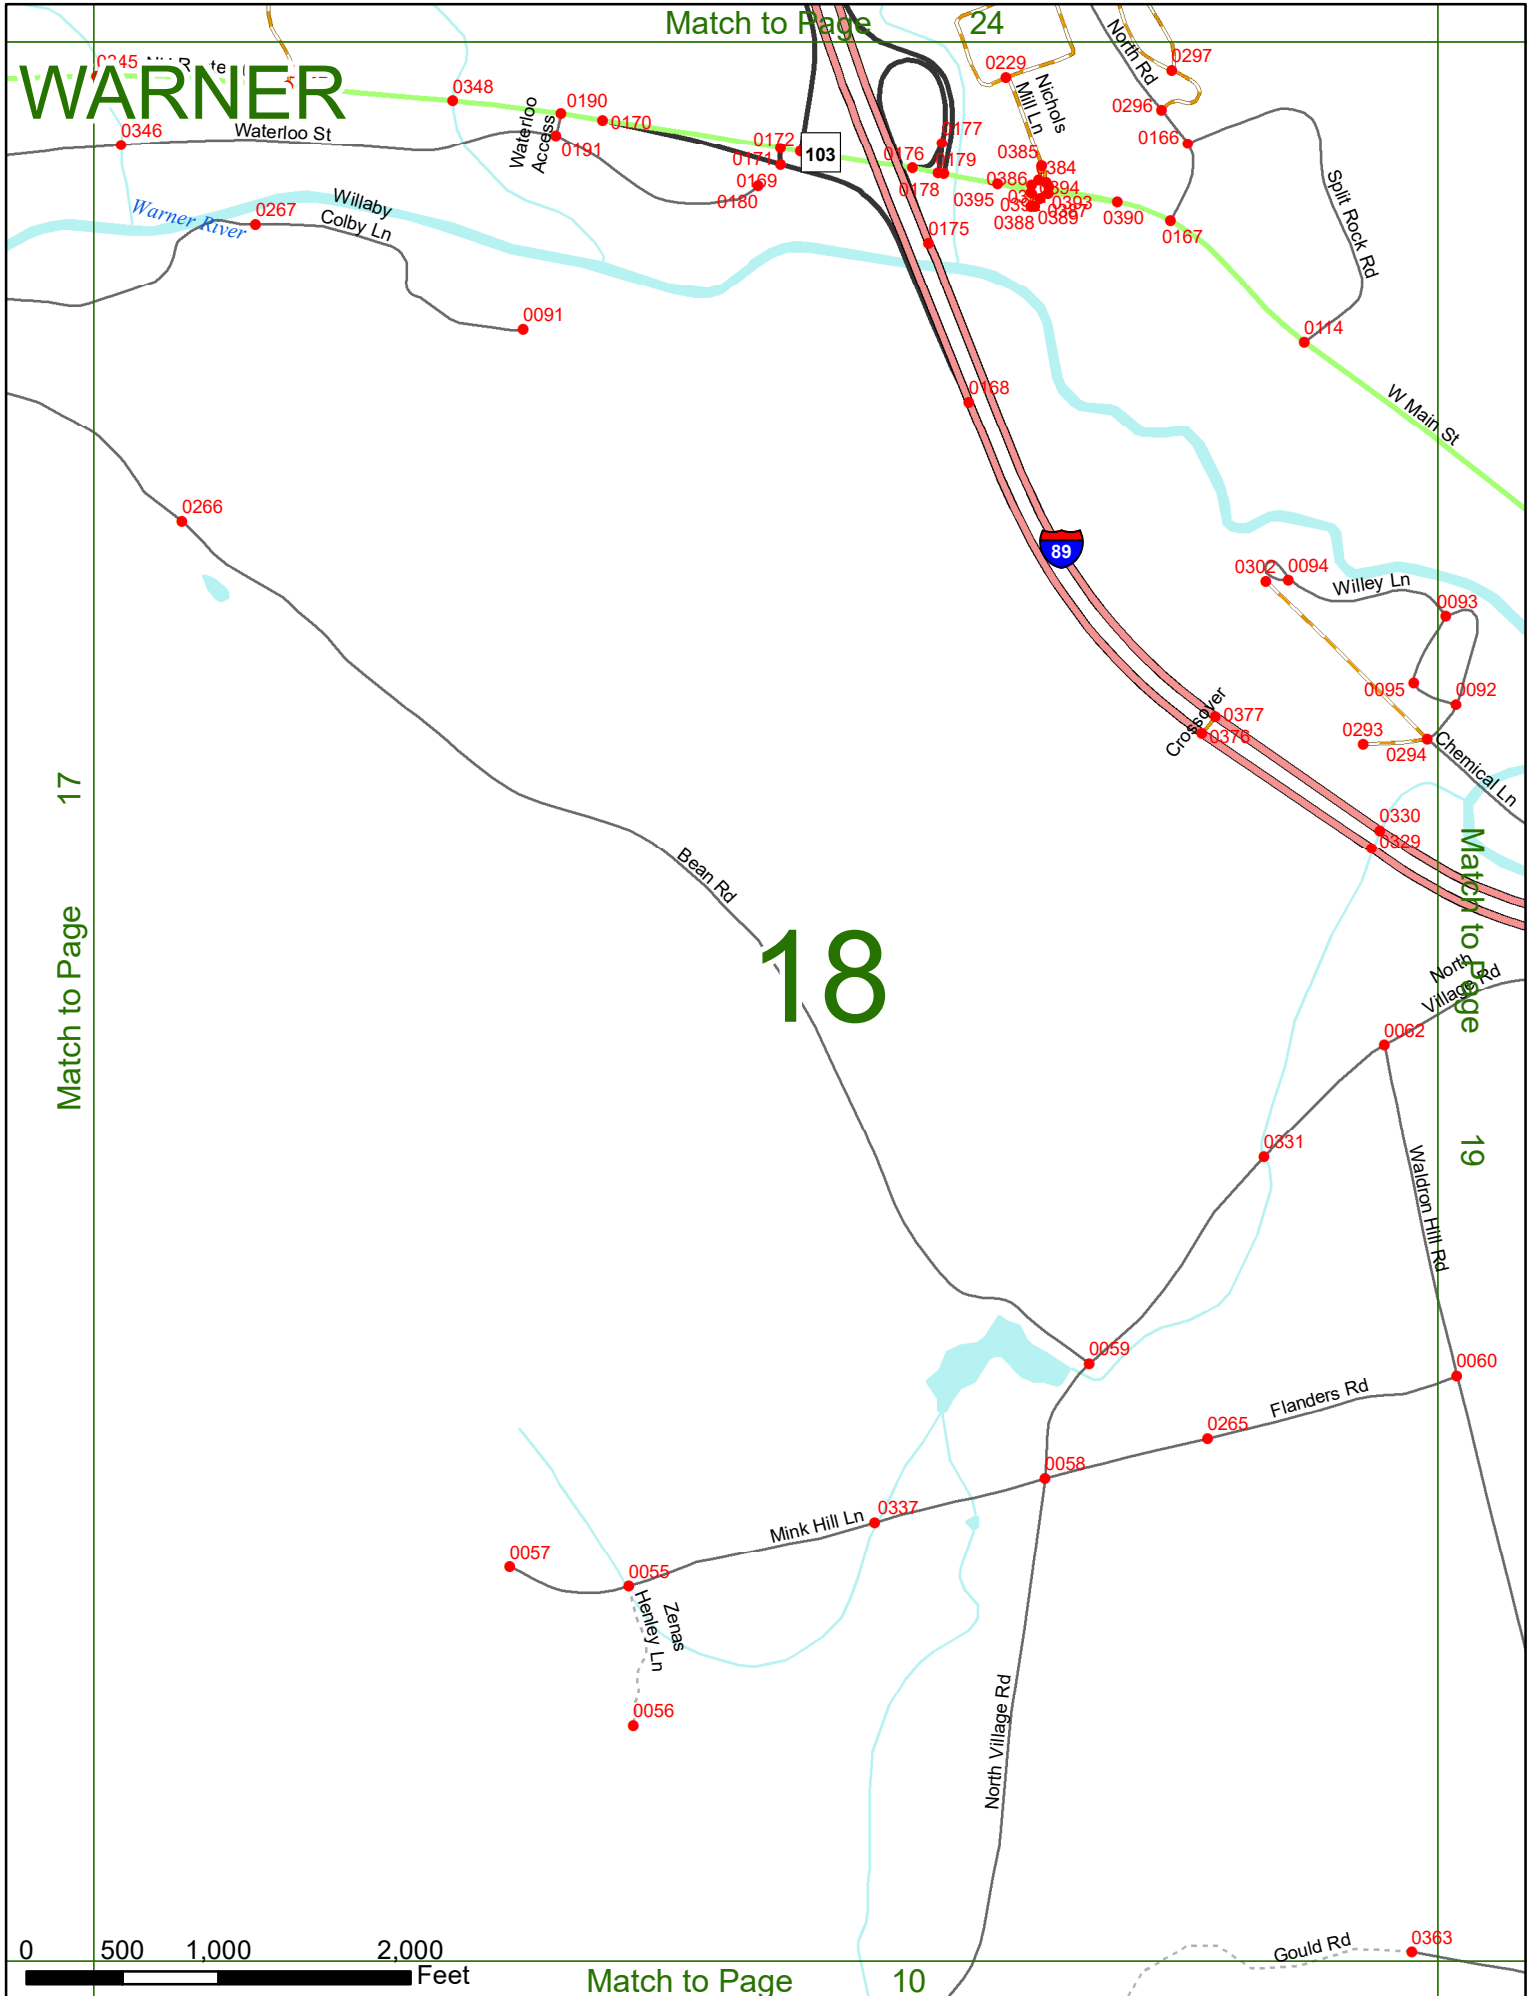 Match to Page 24
WARNER
0345
0348
0190
0170
0346
Waterloo St
Waterloo
Access
0191
0172
0171
103
0169
0180
0176
0177
0179
0178
0229
Nichols
Mill Ln
North Rd
0297
0296
0166
0385
0384
0386
0395
0394
0393
0388
0389
0390
0167
Split Rock Rd
Warner River
0267
Willaby
Colby Ln
0091
0175
0114
0168
W Main St
0266
89
0302
0094
Willey Ln
0093
0095
0092
Crossover
0377
0376
0293
0294
Chemical Ln
0330
0329
Match to Page 17
Bean Rd
18
Match to Page 19
North
Village Rd
0062
0331
Waldron Hill Rd
0059
0060
Flanders Rd
0265
0058
0337
Mink Hill Ln
0057
0055
Zenas
Henley Ln
0056
North Village Rd
Gould Rd
0363
0 500 1,000 2,000
Feet
Match to Page 10